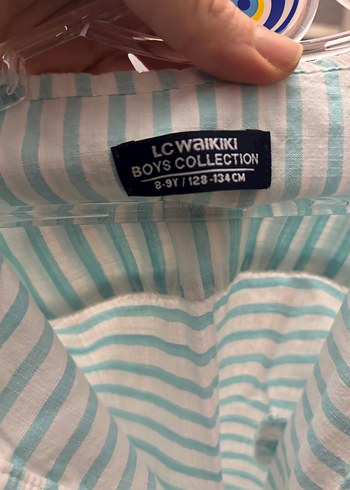 LC WAIKIKI
BOYS COLLECTION
8-9Y / 128-134 CM